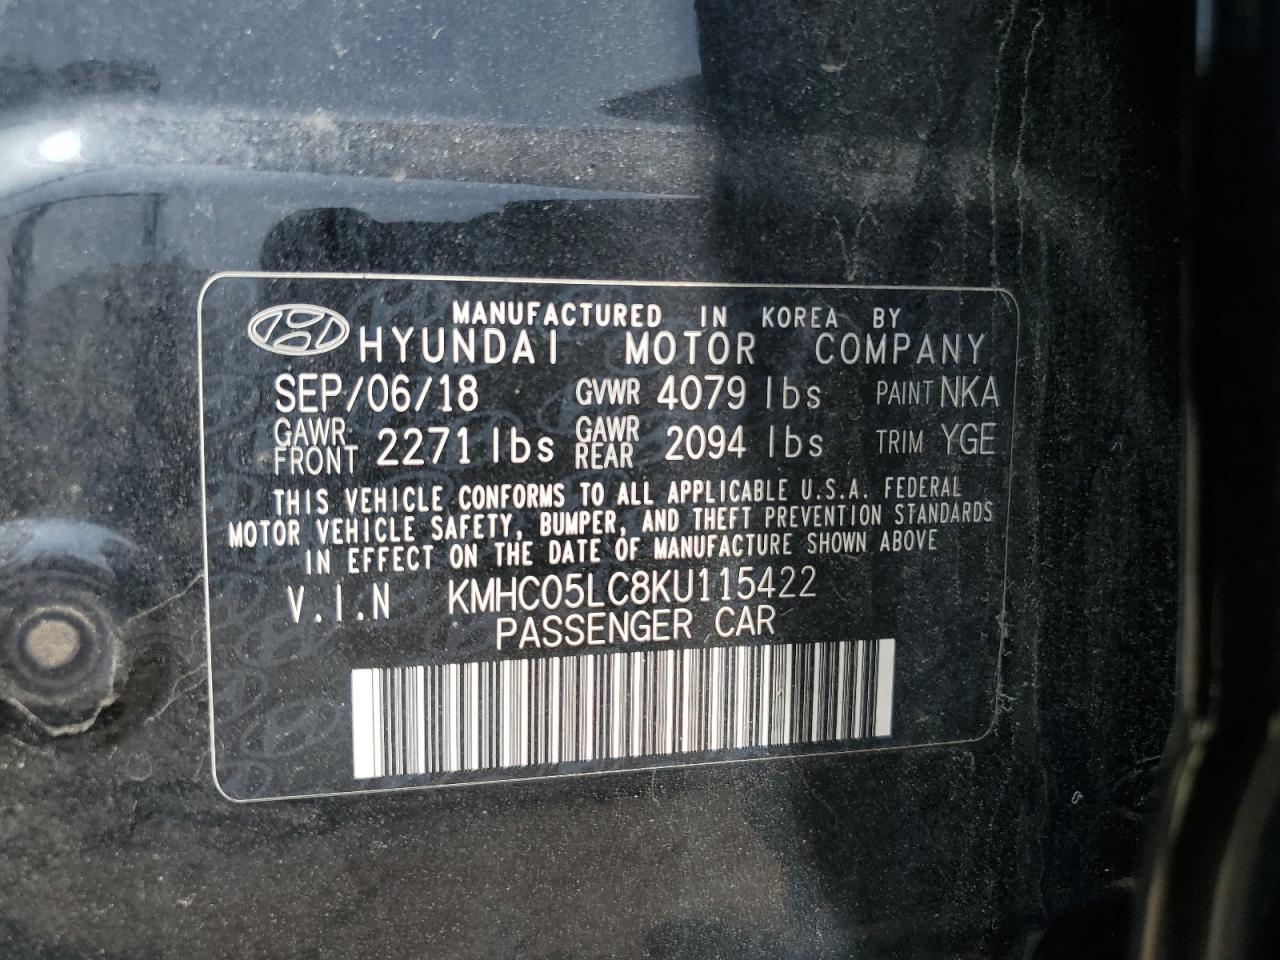 MANUFACTURED IN KOREA BY
HYUNDAI MOTOR COMPANY
SEP/06/18 GVWR 4079 lbs PAINT NKA
GAWR FRONT 2271 lbs GAWR REAR 2094 lbs TRIM YGE
THIS VEHICLE CONFORMS TO ALL APPLICABLE U.S.A. FEDERAL
MOTOR VEHICLE SAFETY, BUMPER, AND THEFT PREVENTION STANDARDS
IN EFFECT ON THE DATE OF MANUFACTURE SHOWN ABOVE
V.I.N KMHC05LC8KU115422
PASSENGER CAR